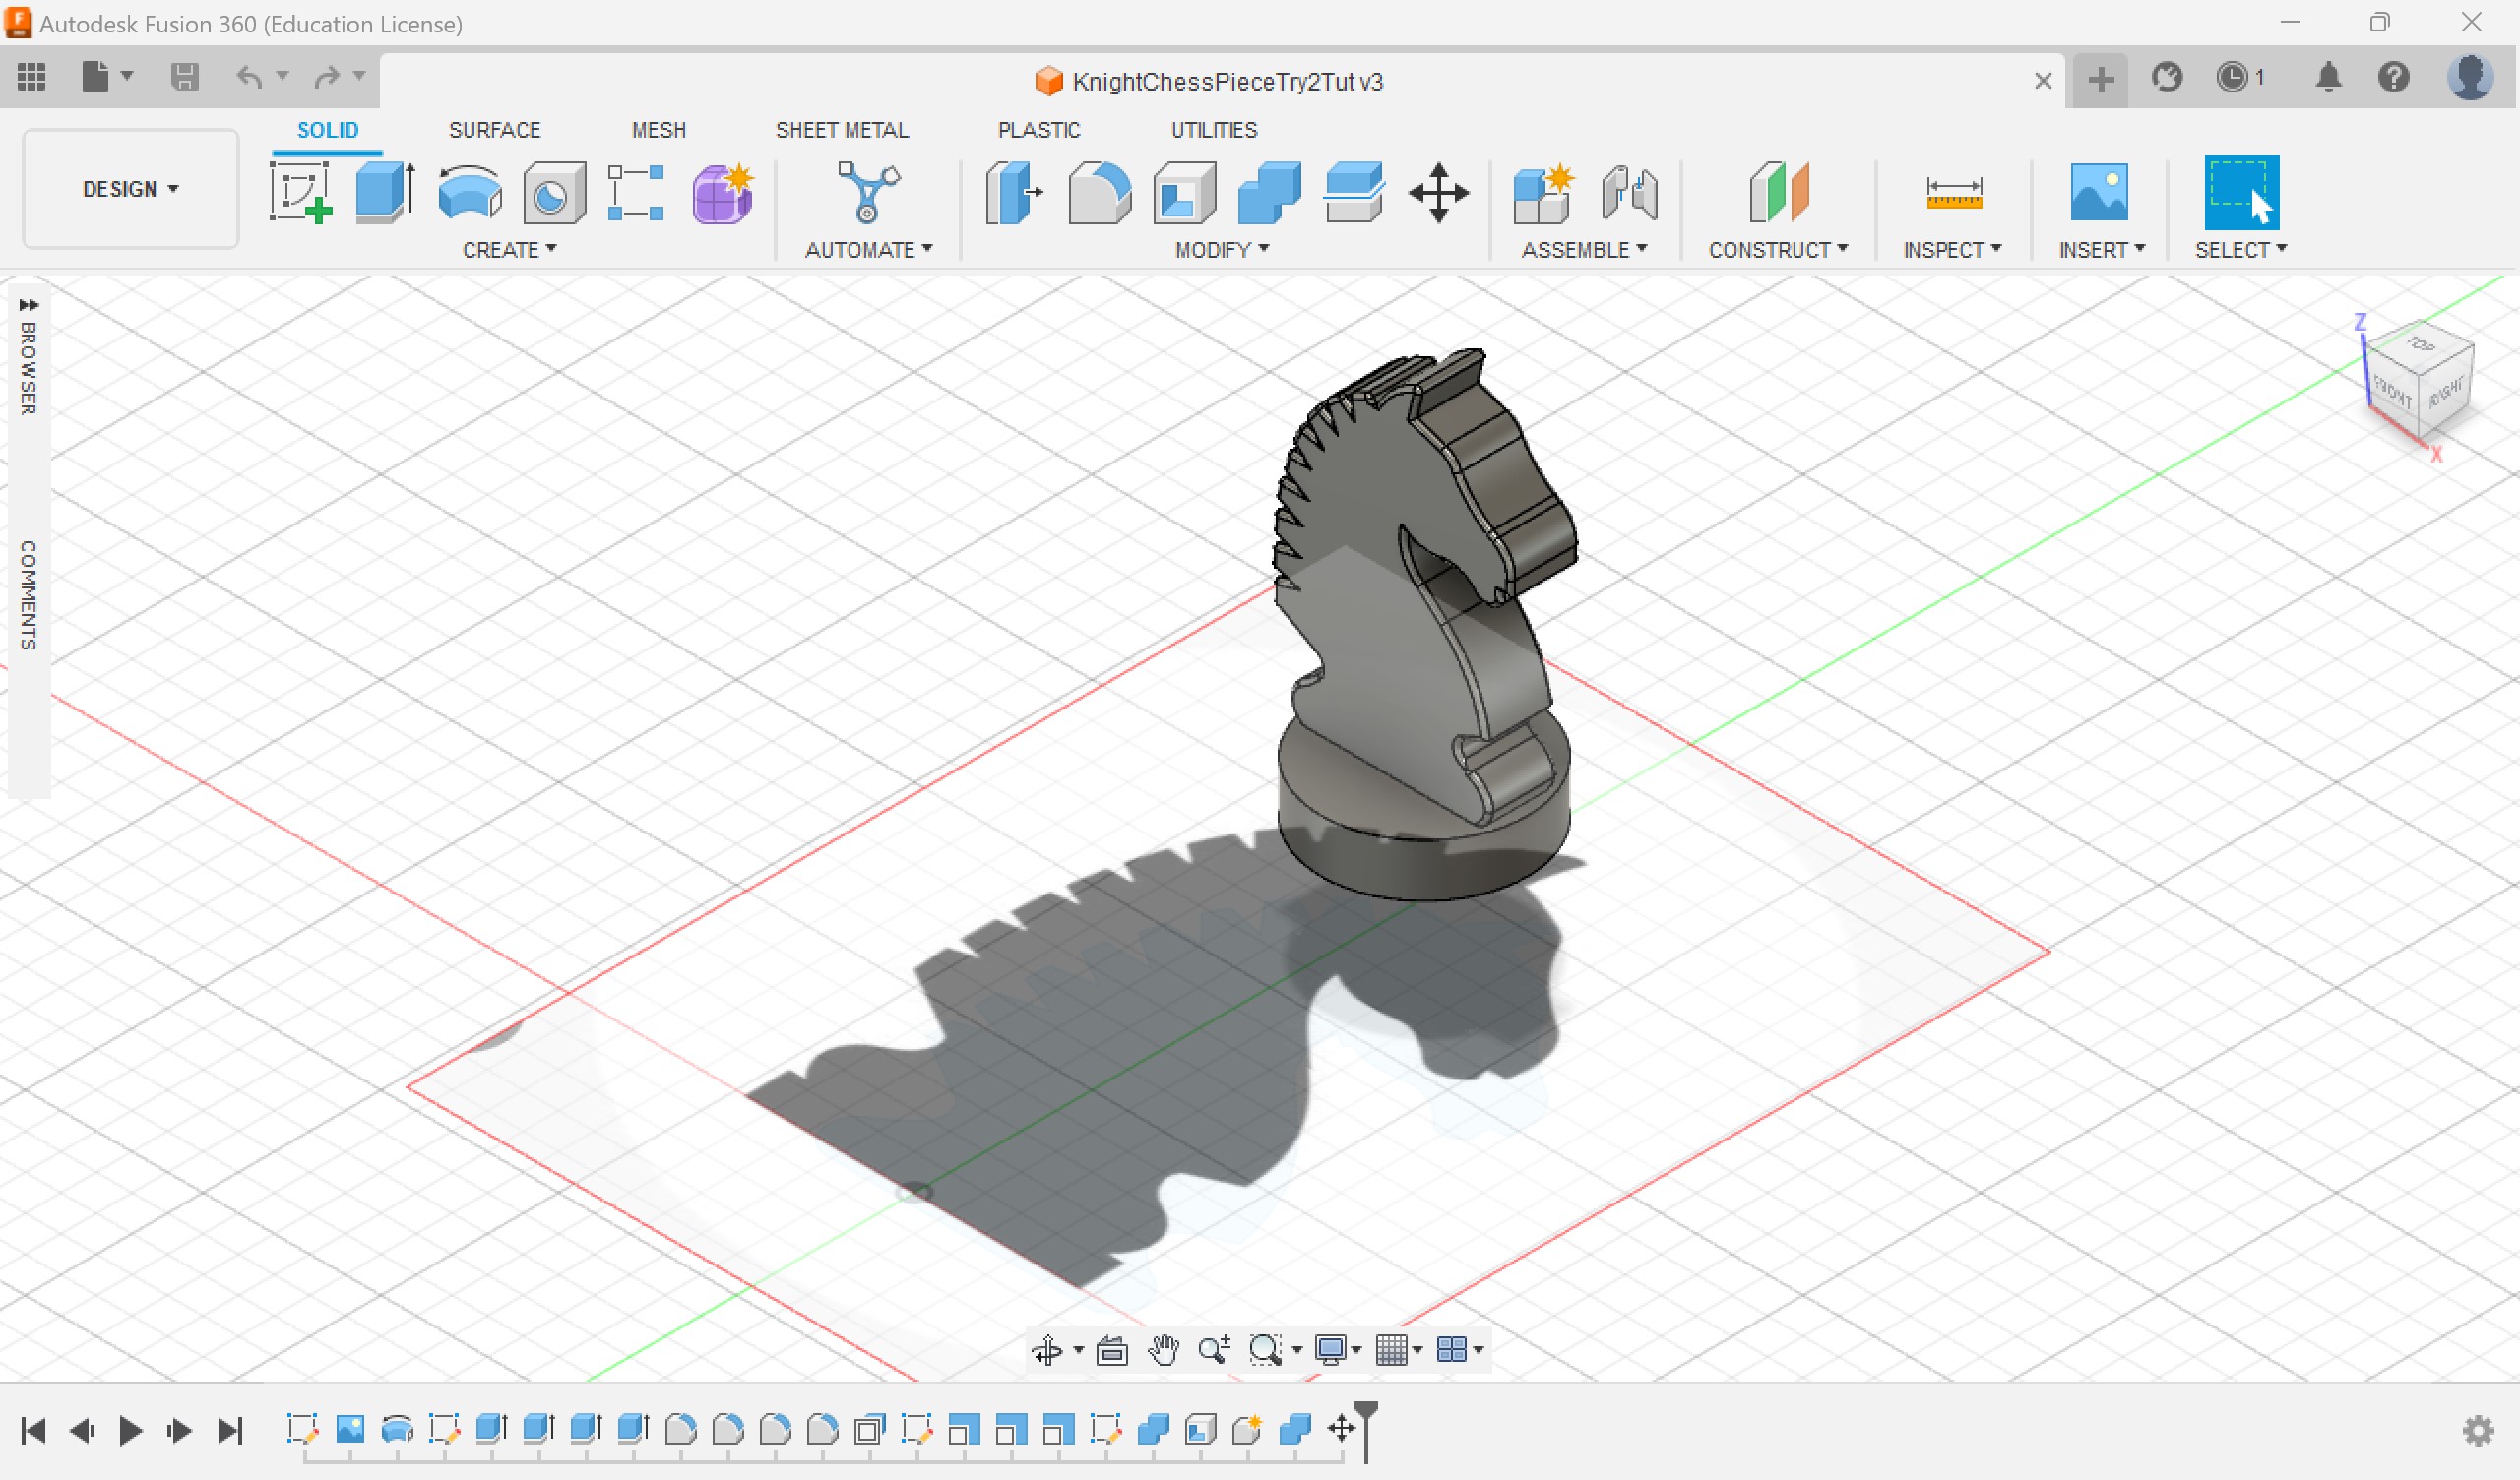 Autodesk Fusion 360 (Education License)
KnightChessPieceTry2Tut v3
1
SOLID SURFACE MESH SHEET METAL PLASTIC UTILITIES
DESIGN
CREATE AUTOMATE MODIFY ASSEMBLE CONSTRUCT INSPECT INSERT SELECT
BROWSER
COMMENTS
Z
TOP
FRONT
RIGHT
X